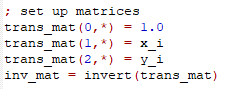 ; set up matrices
trans_mat(0,*) = 1.0
trans_mat(1,*) = x_i
trans_mat(2,*) = y_i
inv_mat = invert(trans_mat)